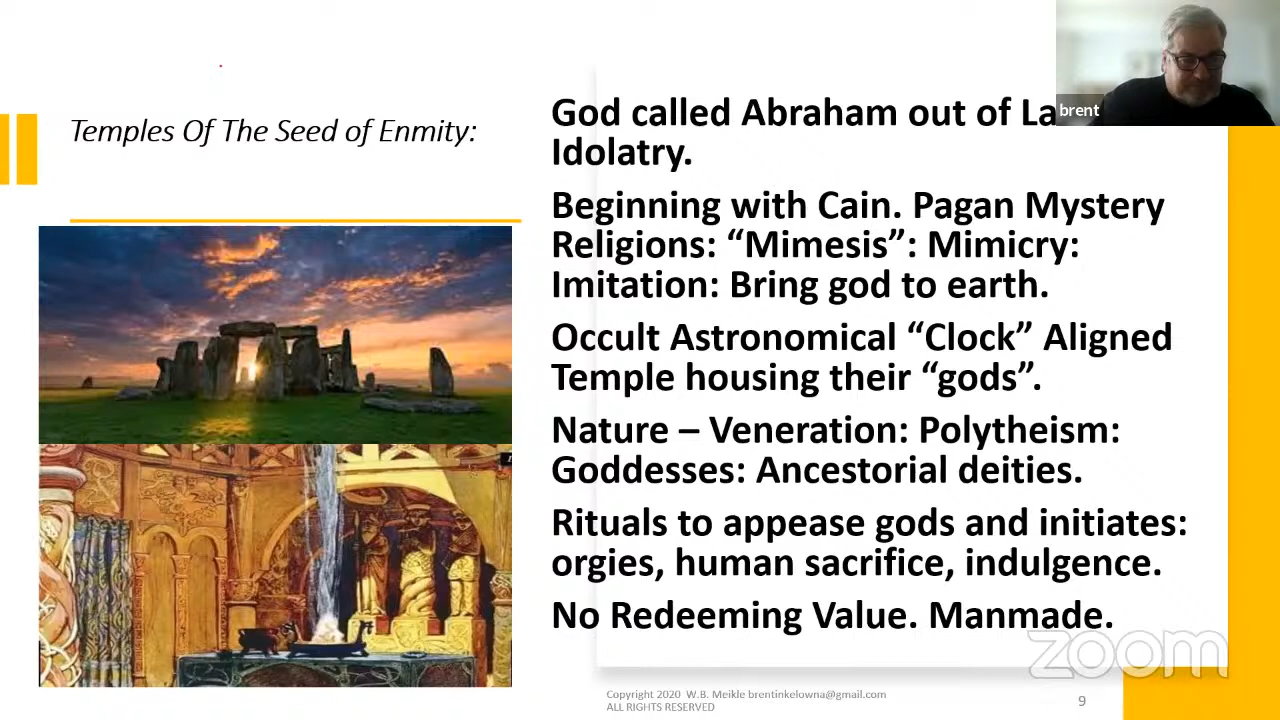 Temples Of The Seed of Enmity:
God called Abraham out of La
Idolatry.
Beginning with Cain. Pagan Mystery
Religions: “Mimesis”: Mimicry:
Imitation: Bring god to earth.
Occult Astronomical “Clock” Aligned
Temple housing their “gods”.
Nature – Veneration: Polytheism:
Goddesses: Ancestorial deities.
Rituals to appease gods and initiates:
orgies, human sacrifice, indulgence.
No Redeeming Value. Manmade.
brent
zoom
Copyright 2020 W.B. Meikle brentinkelowna@gmail.com
ALL RIGHTS RESERVED
9